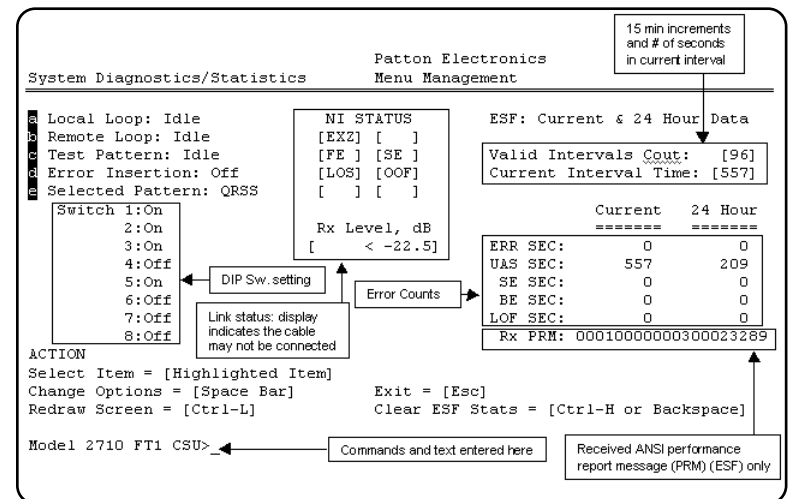 15 min increments
and # of seconds
in current interval
Patton Electronics
System Diagnostics/Statistics Menu Management
a Local Loop: Idle NI STATUS ESF: Current & 24 Hour Data
b Remote Loop: Idle [EXZ] [ ]
c Test Pattern: Idle [FE ] [SE ] Valid Intervals Cout: [96]
d Error Insertion: Off [LOS] [OOF] Current Interval Time: [557]
e Selected Pattern: QRSS [ ] [ ]
Switch 1:On Current 24 Hour
2:On Rx Level, dB ======= =======
3:On [ < -22.5] ERR SEC: 0 0
4:Off UAS SEC: 557 209
5:On DIP Sw. setting SE SEC: 0 0
6:Off Error Counts BE SEC: 0 0
7:Off LOF SEC: 0 0
8:Off Rx PRM: 00010000000300023289
Link status: display
indicates the cable
may not be connected
ACTION
Select Item = [Highlighted Item]
Change Options = [Space Bar] Exit = [Esc]
Redraw Screen = [Ctrl-L] Clear ESF Stats = [Ctrl-H or Backspace]
Model 2710 FT1 CSU>_ Commands and text entered here
Received ANSI performance
report message (PRM) (ESF) only